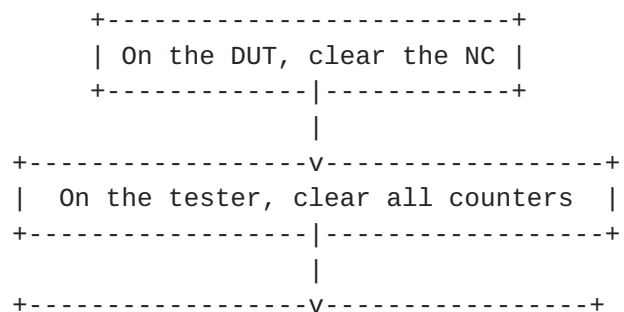 On the DUT, clear the NC
On the tester, clear all counters